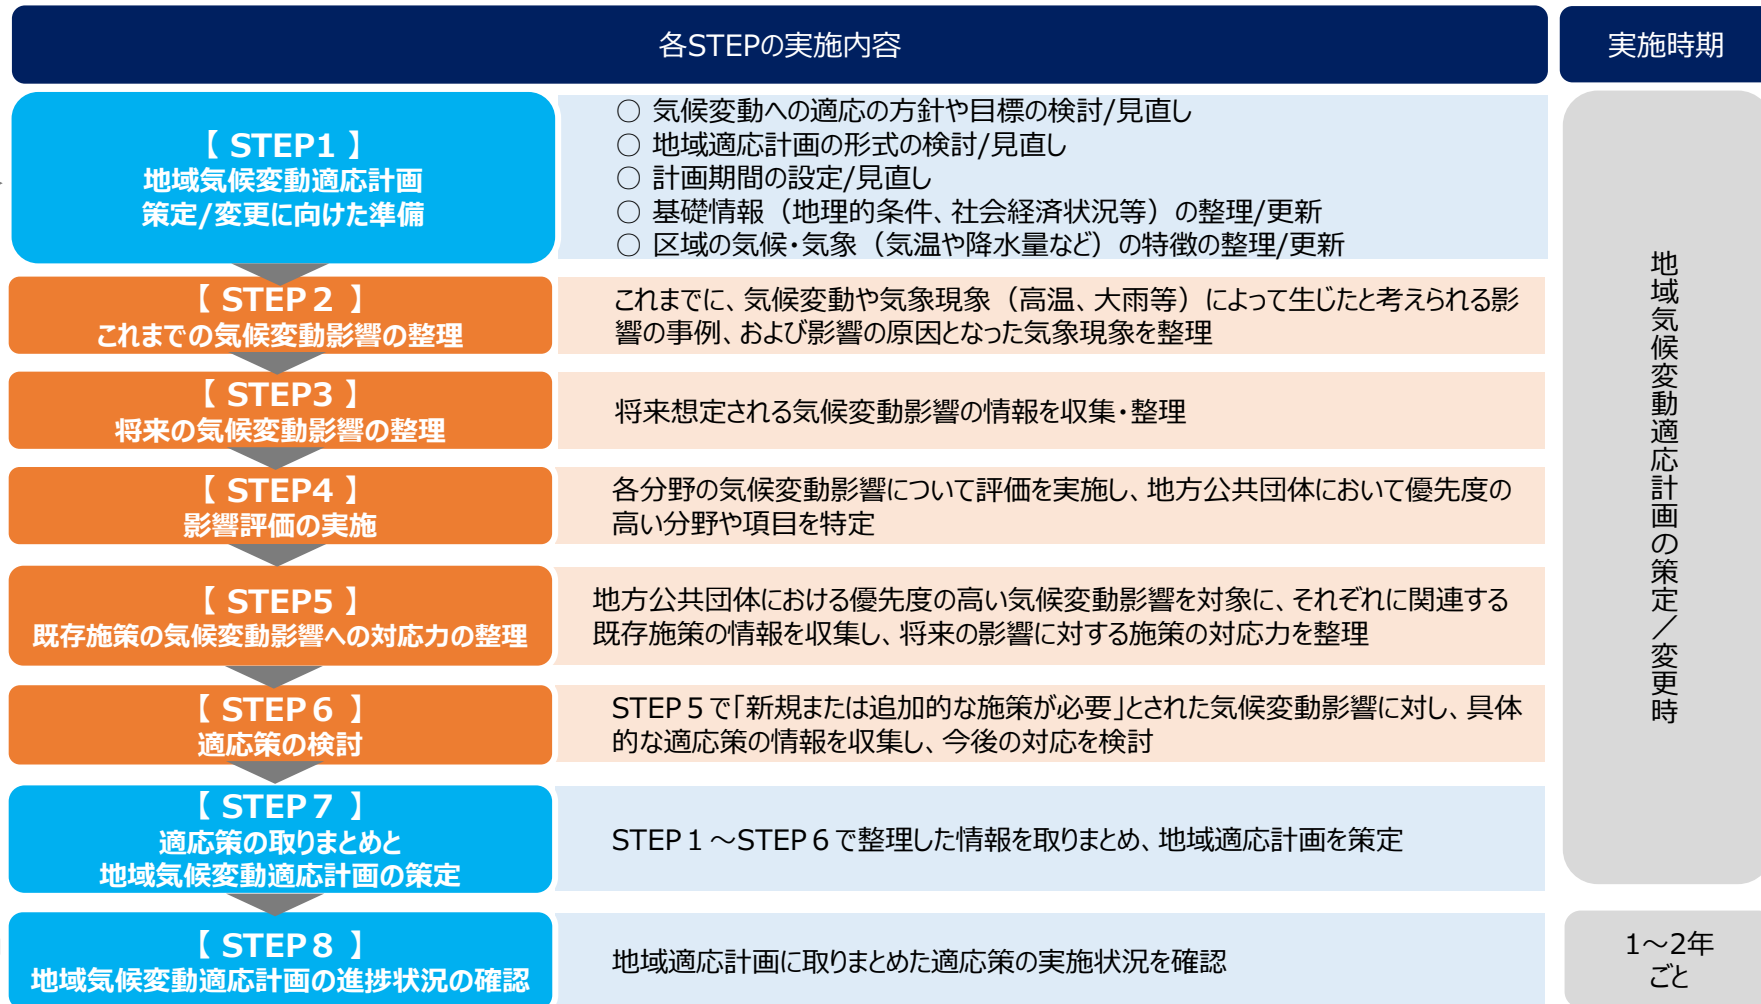 各STEPの実施内容
実施時期
【 STEP1 】
地域気候変動適応計画
策定/変更に向けた準備
○ 気候変動への適応の方針や目標の検討/見直し
○ 地域適応計画の形式の検討/見直し
○ 計画期間の設定/見直し
○ 基礎情報（地理的条件、社会経済状況等）の整理/更新
○ 区域の気候・気象（気温や降水量など）の特徴の整理/更新
【 STEP２ 】
これまでの気候変動影響の整理
これまでに、気候変動や気象現象（高温、大雨等）によって生じたと考えられる影
響の事例、および影響の原因となった気象現象を整理
【 STEP3 】
将来の気候変動影響の整理
将来想定される気候変動影響の情報を収集・整理
【 STEP4 】
影響評価の実施
各分野の気候変動影響について評価を実施し、地方公共団体において優先度の
高い分野や項目を特定
【 STEP5 】
既存施策の気候変動影響への対応力の整理
地方公共団体における優先度の高い気候変動影響を対象に、それぞれに関連する
既存施策の情報を収集し、将来の影響に対する施策の対応力を整理
【 STEP６ 】
適応策の検討
STEP５で「新規または追加的な施策が必要」とされた気候変動影響に対し、具体
的な適応策の情報を収集し、今後の対応を検討
【 STEP７ 】
適応策の取りまとめと
地域気候変動適応計画の策定
STEP１～STEP６で整理した情報を取りまとめ、地域適応計画を策定
地域気候変動適応計画の策定／変更時
【 STEP８ 】
地域気候変動適応計画の進捗状況の確認
地域適応計画に取りまとめた適応策の実施状況を確認
1～2年
ごと